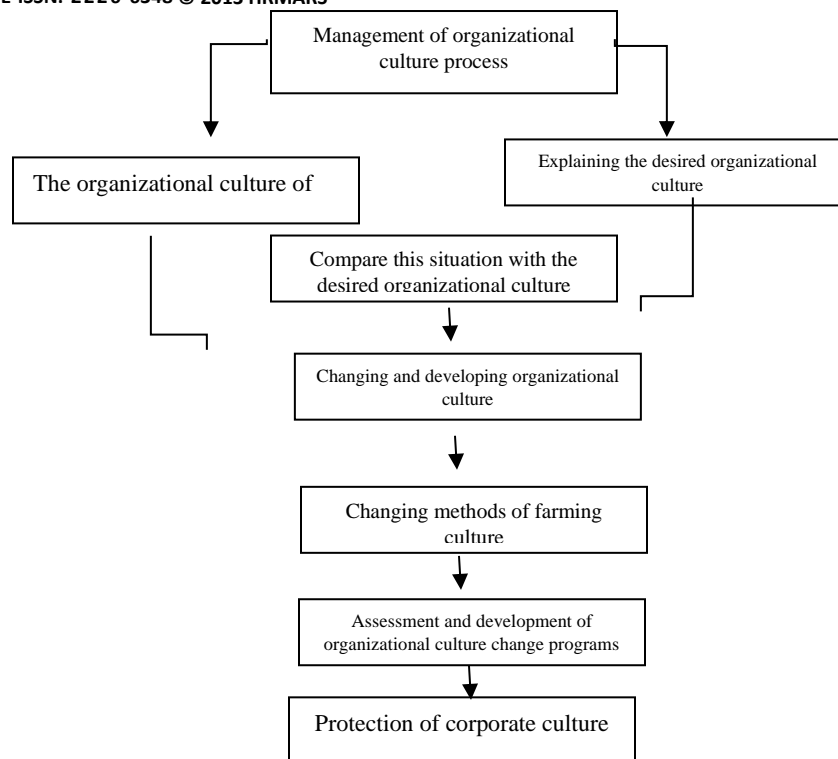 E-ISSN: 2226-6348 © 2013 HRMARS
Management of organizational
culture process
The organizational culture of
Explaining the desired organizational
culture
Compare this situation with the
desired organizational culture
Changing and developing organizational
culture
Changing methods of farming
culture
Assessment and development of
organizational culture change programs
Protection of corporate culture